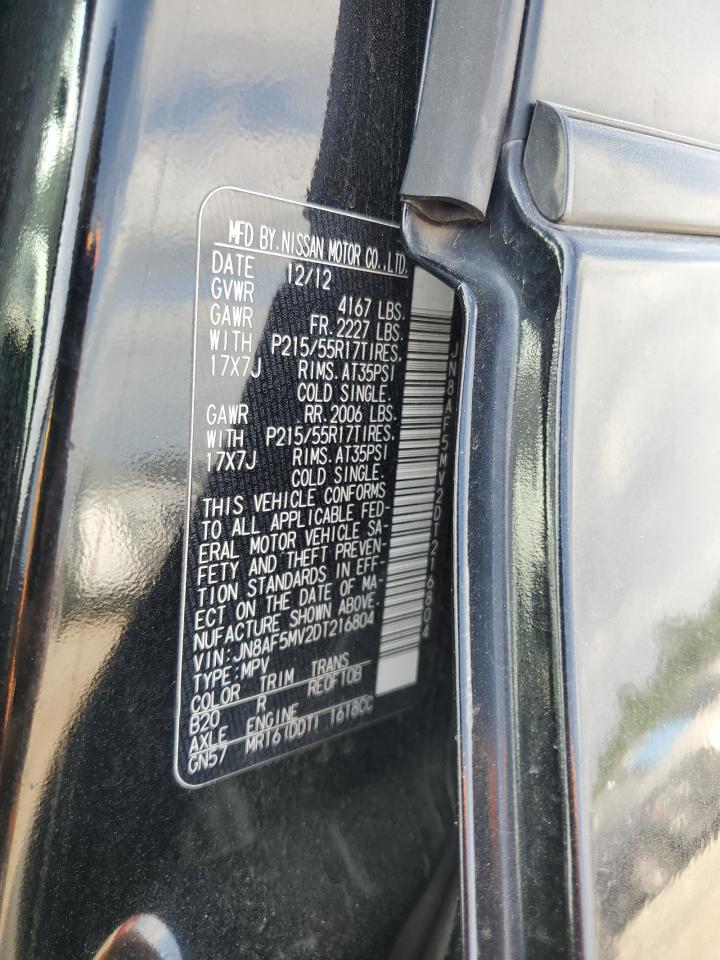 MFD BY.NISSAN MOTOR CO.,LTD.
DATE 12/12
GVWR 4167 LBS.
GAWR FR.2227 LBS.
WITH P215/55R17TIRES.
17X7J RIMS.AT35PSI
COLD SINGLE.
GAWR RR.2006 LBS.
WITH P215/55R17TIRES.
17X7J RIMS.AT35PSI
COLD SINGLE.
THIS VEHICLE CONFORMS
TO ALL APPLICABLE FED-
ERAL MOTOR VEHICLE SA-
FETY AND THEFT PREVEN-
TION STANDARDS IN EFF-
ECT ON THE DATE OF MA-
NUFACTURE SHOWN ABOVE.
VIN:JN8AF5MV2DT216804
TYPE:MPV
COLOR TRIM TRANS
B20 R RE0F10B
AXLE ENGINE
GN57 MR16(DDT) 1618CC
JN8AF5MV2DT216804